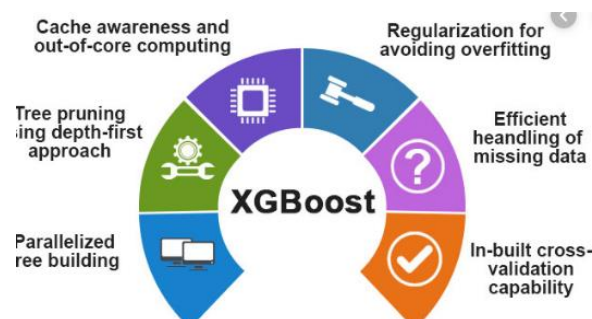 Cache awareness and
out-of-core computing
Regularization for
avoiding overfitting
Tree pruning
sing depth-first
approach
Efficient
heandling of
missing data
XGBoost
Parallelized
ree building
In-built cross-
validation
capability